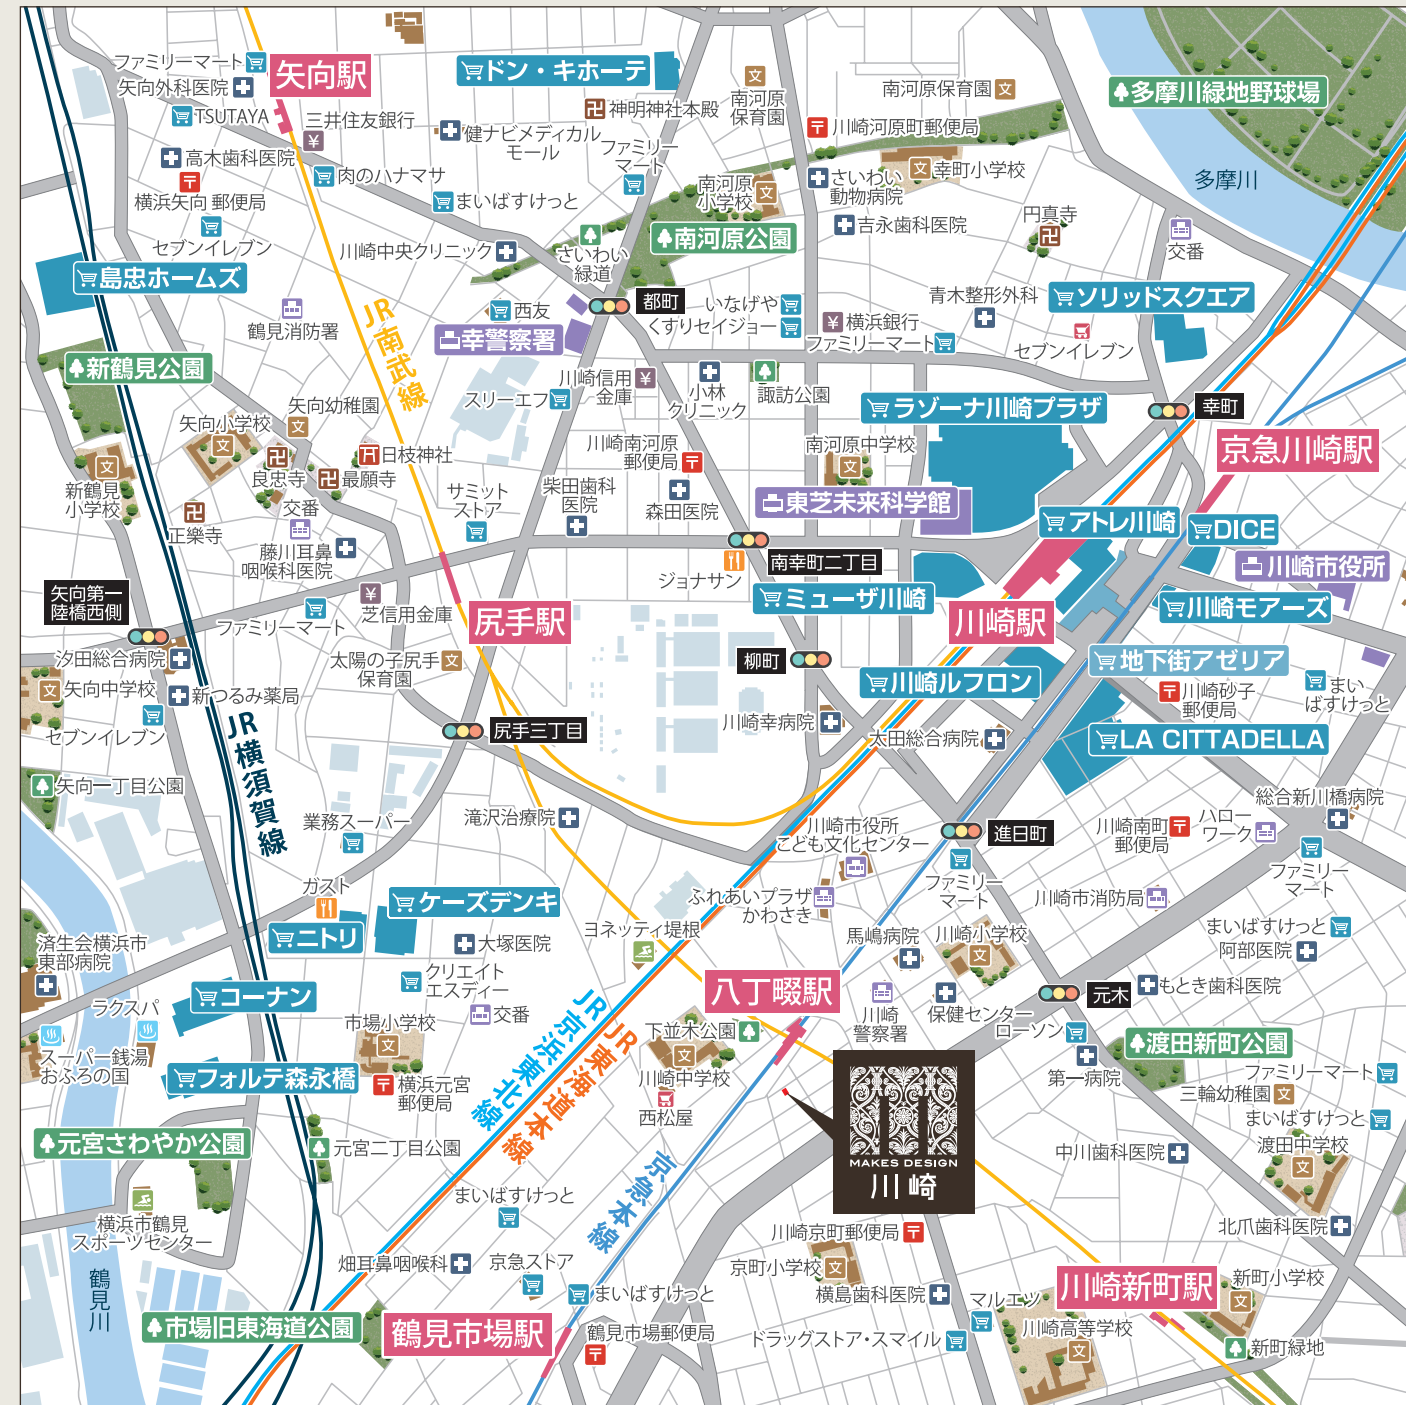 ファミリーマート
矢向駅
矢向外科医院
TSUTAYA
三井住友銀行
高木歯科医院
肉のハナマサ
横浜矢向郵便局
セブンイレブン
ドン・キホーテ
神明神社本殿
健ナビメディカル
モール
ファミリー
マート
まいばすけっと
川崎中央クリニック
さいわい
緑道
南河原
保育園
南河原保育園
川崎河原町郵便局
幸町小学校
さいわい
動物病院
南河原
小学校
吉永歯科医院
南河原公園
円真寺
多摩川緑地野球場
多摩川
交番
島忠ホームズ
鶴見消防署
JR南武線
西友
幸警察署
都町
いなげや
くすりセイジョー
横浜銀行
ファミリーマート
青木整形外科
ソリッドスクエア
セブンイレブン
新鶴見公園
矢向幼稚園
矢向小学校
日枝神社
良忠寺
最願寺
新鶴見
小学校
正樂寺
交番
藤川耳鼻
咽喉科医院
スリーエフ
川崎信用
金庫
小林
クリニック
諏訪公園
ラゾーナ川崎プラザ
幸町
京急川崎駅
川崎南河原
郵便局
南河原中学校
サミット
ストア
柴田歯科
医院
森田医院
東芝未来科学館
アトレ川崎
DICE
川崎市役所
南幸町二丁目
ジョナサン
ミューザ川崎
川崎駅
川崎モアーズ
矢向第一
陸橋西側
芝信用金庫
ファミリーマート
尻手駅
汐田総合病院
太陽の子尻手
保育園
矢向中学校
新つるみ薬局
セブンイレブン
柳町
川崎ルフロン
地下街アゼリア
川崎砂子
郵便局
まい
ばすけっと
JR横須賀線
尻手三丁目
川崎幸病院
太田総合病院
LA CITTADELLA
矢向一丁目公園
業務スーパー
滝沢治療院
川崎市役所
こども文化センター
進日町
川崎南町
郵便局
ハロー
ワーク
総合新川橋病院
ファミリー
マート
ガスト
ケーズデンキ
ニトリ
大塚医院
ふれあいプラザ
かわさき
ファミリー
マート
川崎市消防局
まいばすけっと
阿部医院
ヨネッティ堤根
馬嶋病院
川崎小学校
済生会横浜市
東部病院
クリエイト
エスディー
八丁畷駅
元木
もとき歯科医院
コーナン
ラクスパ
市場小学校
交番
下並木公園
川崎
警察署
保健センター
ローソン
スーパー銭湯
おふろの国
JR京浜東北線
JR東海道本線
川崎中学校
第一病院
渡田新町公園
ファミリーマート
フォルテ森永橋
横浜元宮
郵便局
西松屋
三輪幼稚園
まいばすけっと
元宮さわやか公園
元宮二丁目公園
MAKES DESIGN
川崎
中川歯科医院
渡田中学校
京急本線
まいばすけっと
横浜市鶴見
スポーツセンター
川崎京町郵便局
北爪歯科医院
鶴見川
畑耳鼻咽喉科
京急ストア
京町小学校
横島歯科医院
まいばすけっと
マルエツ
川崎新町駅
新町小学校
市場旧東海道公園
鶴見市場駅
鶴見市場郵便局
ドラッグストア・スマイル
川崎高等学校
新町緑地